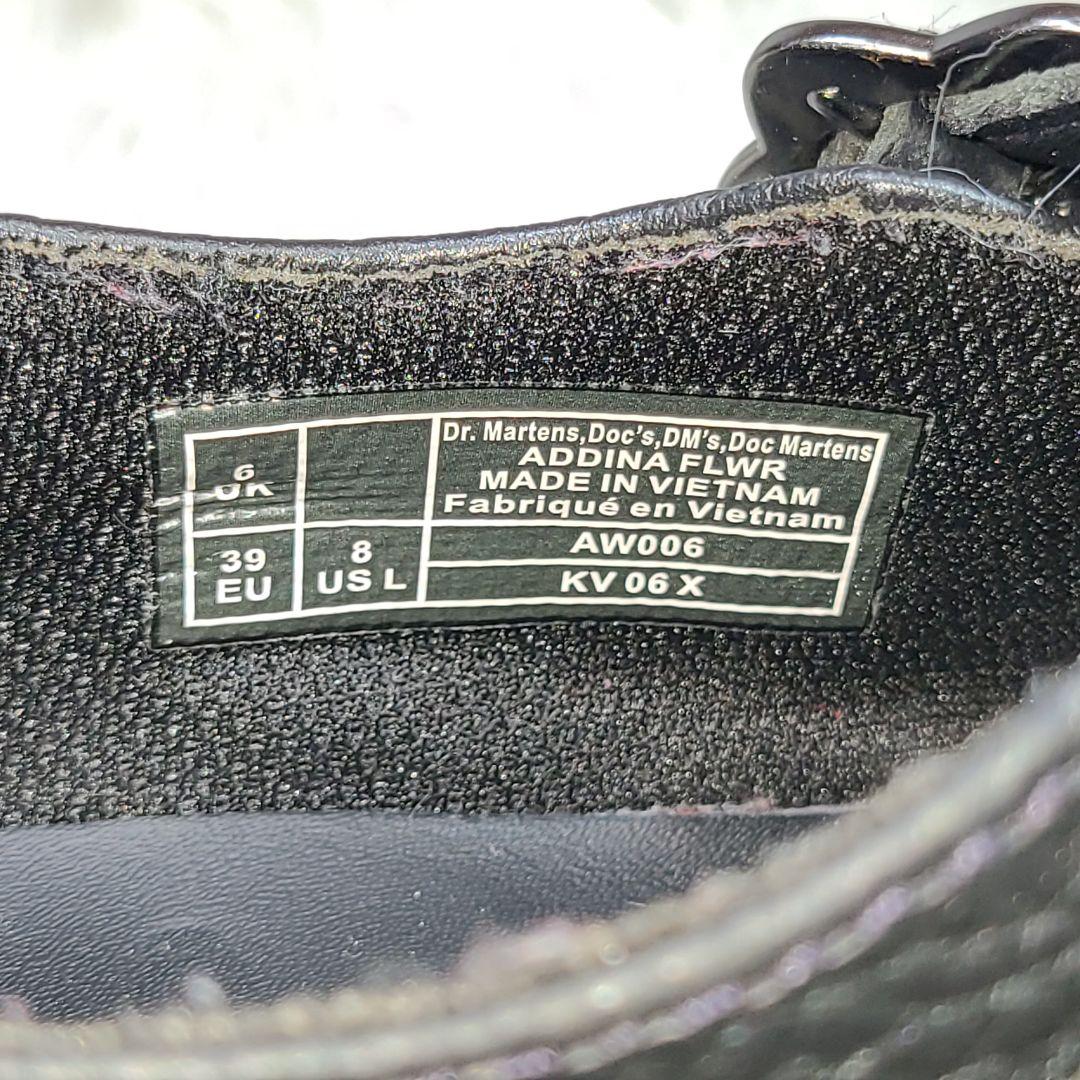 6
UK
39
EU
8
US L
Dr. Martens,Doc's,DM's,Doc Martens
ADDINA FLWR
MADE IN VIETNAM
Fabriqué en Vietnam
AW006
KV 06 X